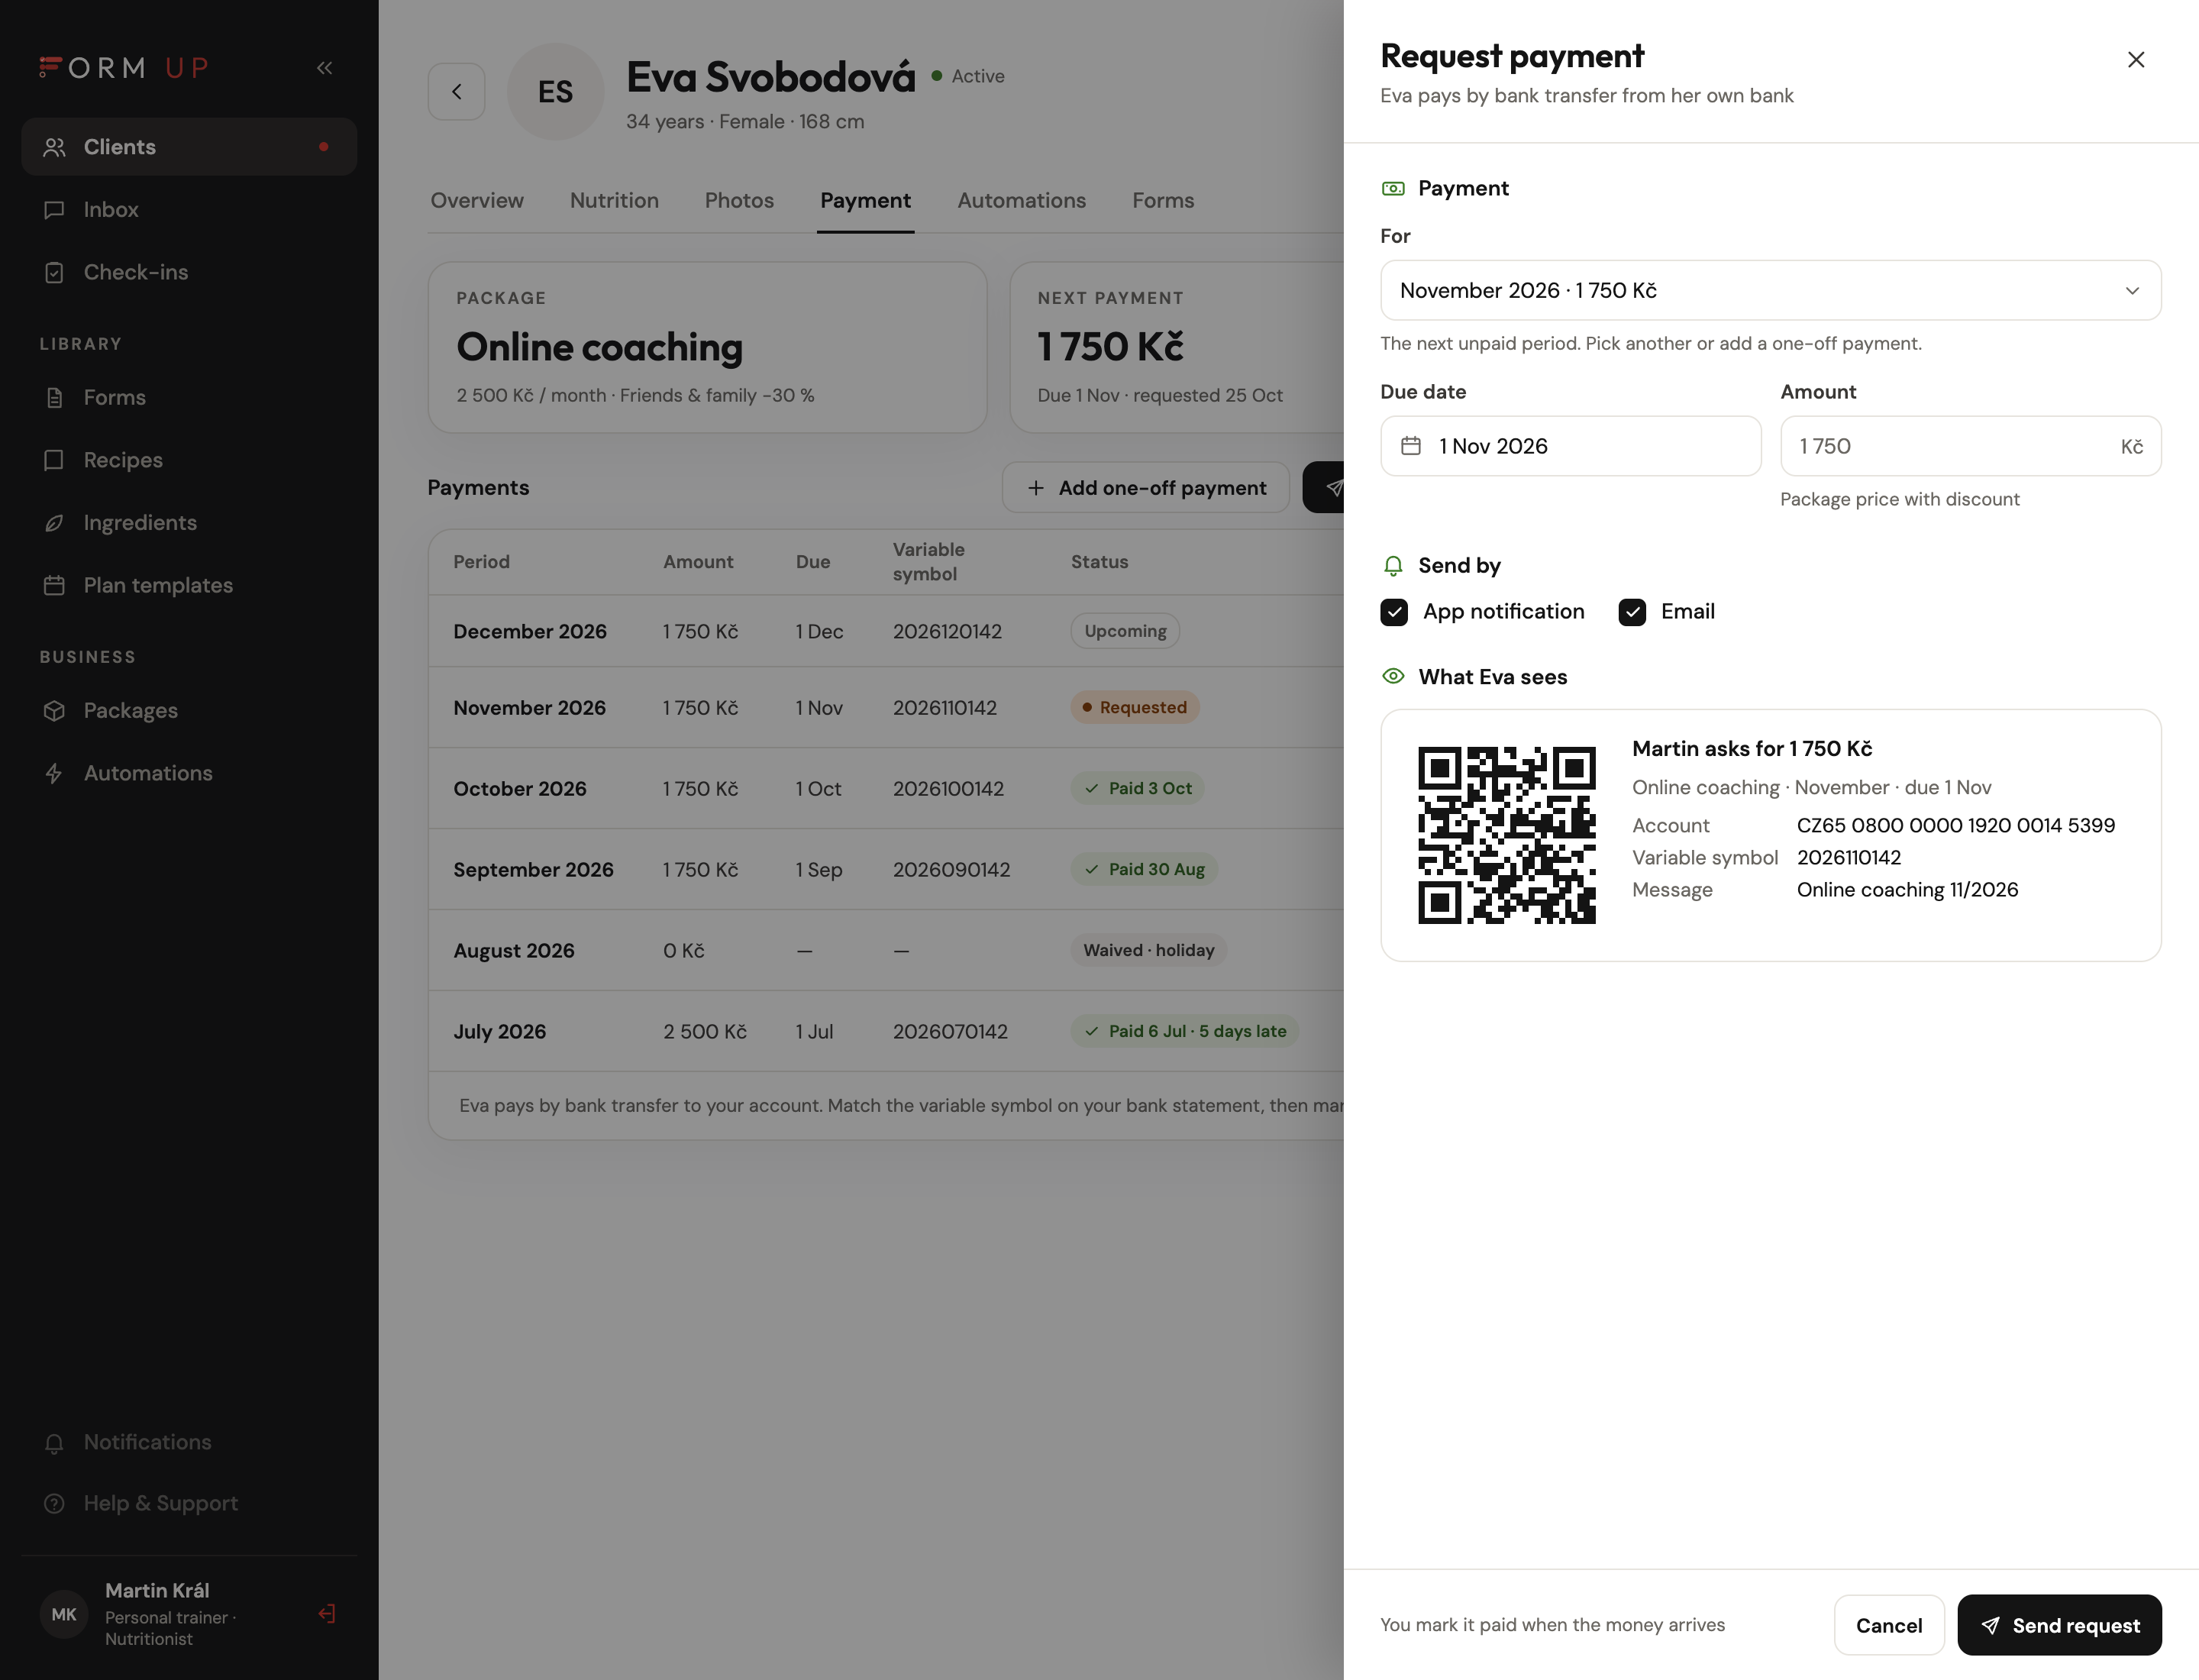 FORM UP
Clients
Inbox
Check-ins
LIBRARY
Forms
Recipes
Ingredients
Plan templates
BUSINESS
Packages
Automations
Notifications
Help & Support
MK
Martin Král
Personal trainer ·
Nutritionist
ES
Eva Svobodová
Active
34 years · Female · 168 cm
Overview Nutrition Photos Payment Automations Forms
PACKAGE
Online coaching
2 500 Kč / month · Friends & family -30 %
NEXT PAYMENT
1 750 Kč
Due 1 Nov · requested 25 Oct
Payments
Add one-off payment
Period Amount Due Variable symbol Status
December 2026 1 750 Kč 1 Dec 2026120142 Upcoming
November 2026 1 750 Kč 1 Nov 2026110142 Requested
October 2026 1 750 Kč 1 Oct 2026100142 Paid 3 Oct
September 2026 1 750 Kč 1 Sep 2026090142 Paid 30 Aug
August 2026 0 Kč — — Waived · holiday
July 2026 2 500 Kč 1 Jul 2026070142 Paid 6 Jul · 5 days late
Eva pays by bank transfer to your account. Match the variable symbol on your bank statement, then
Request payment
Eva pays by bank transfer from her own bank
Payment
For
November 2026 · 1 750 Kč
The next unpaid period. Pick another or add a one-off payment.
Due date
1 Nov 2026
Amount
1 750 Kč
Package price with discount
Send by
App notification Email
What Eva sees
Martin asks for 1 750 Kč
Online coaching · November · due 1 Nov
Account CZ65 0800 0000 1920 0014 5399
Variable symbol 2026110142
Message Online coaching 11/2026
You mark it paid when the money arrives
Cancel
Send request